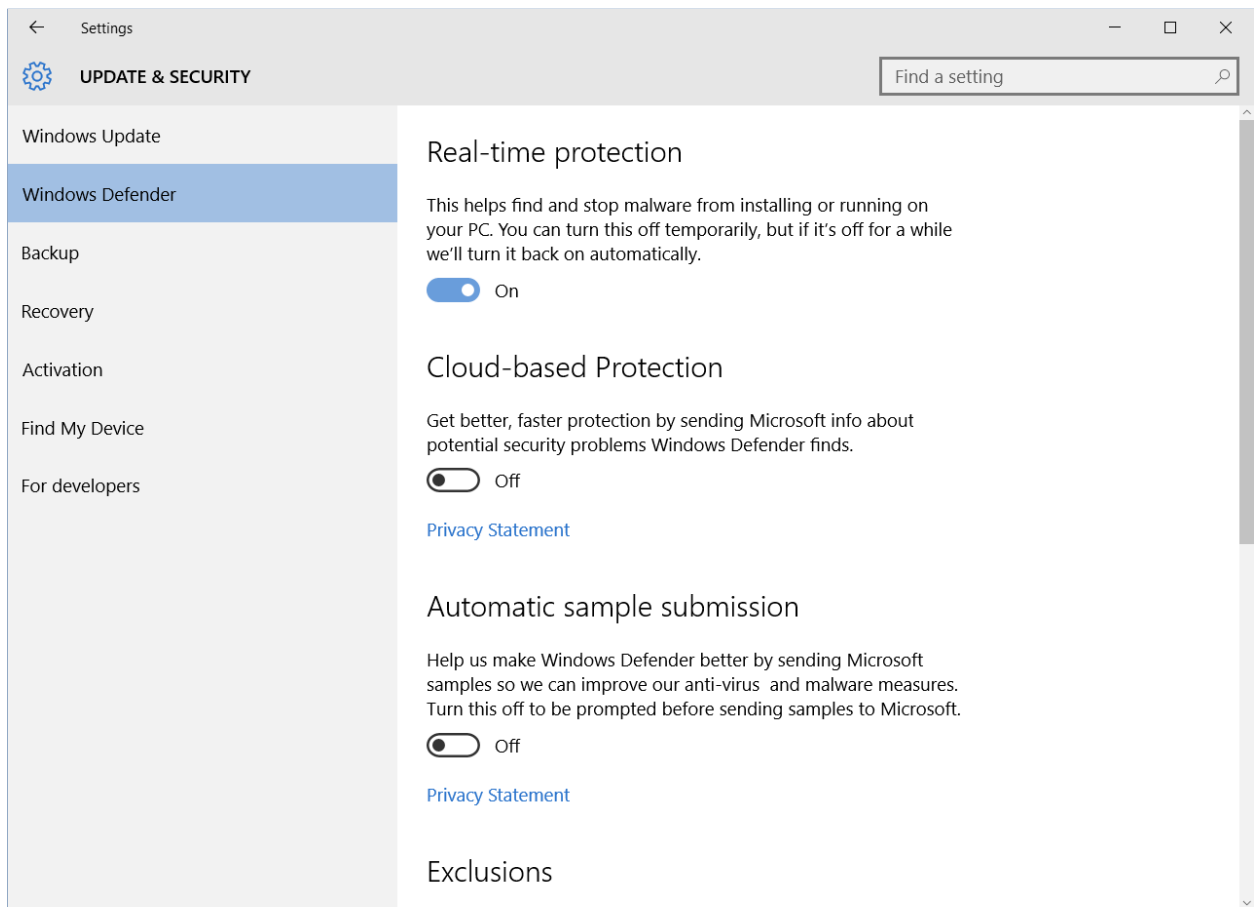 Settings
UPDATE & SECURITY
Find a setting
Windows Update
Windows Defender
Backup
Recovery
Activation
Find My Device
For developers
Real-time protection
This helps find and stop malware from installing or running on
your PC. You can turn this off temporarily, but if it’s off for a while
we’ll turn it back on automatically.
On
Cloud-based Protection
Get better, faster protection by sending Microsoft info about
potential security problems Windows Defender finds.
Off
Privacy Statement
Automatic sample submission
Help us make Windows Defender better by sending Microsoft
samples so we can improve our anti-virus  and malware measures.
Turn this off to be prompted before sending samples to Microsoft.
Off
Privacy Statement
Exclusions